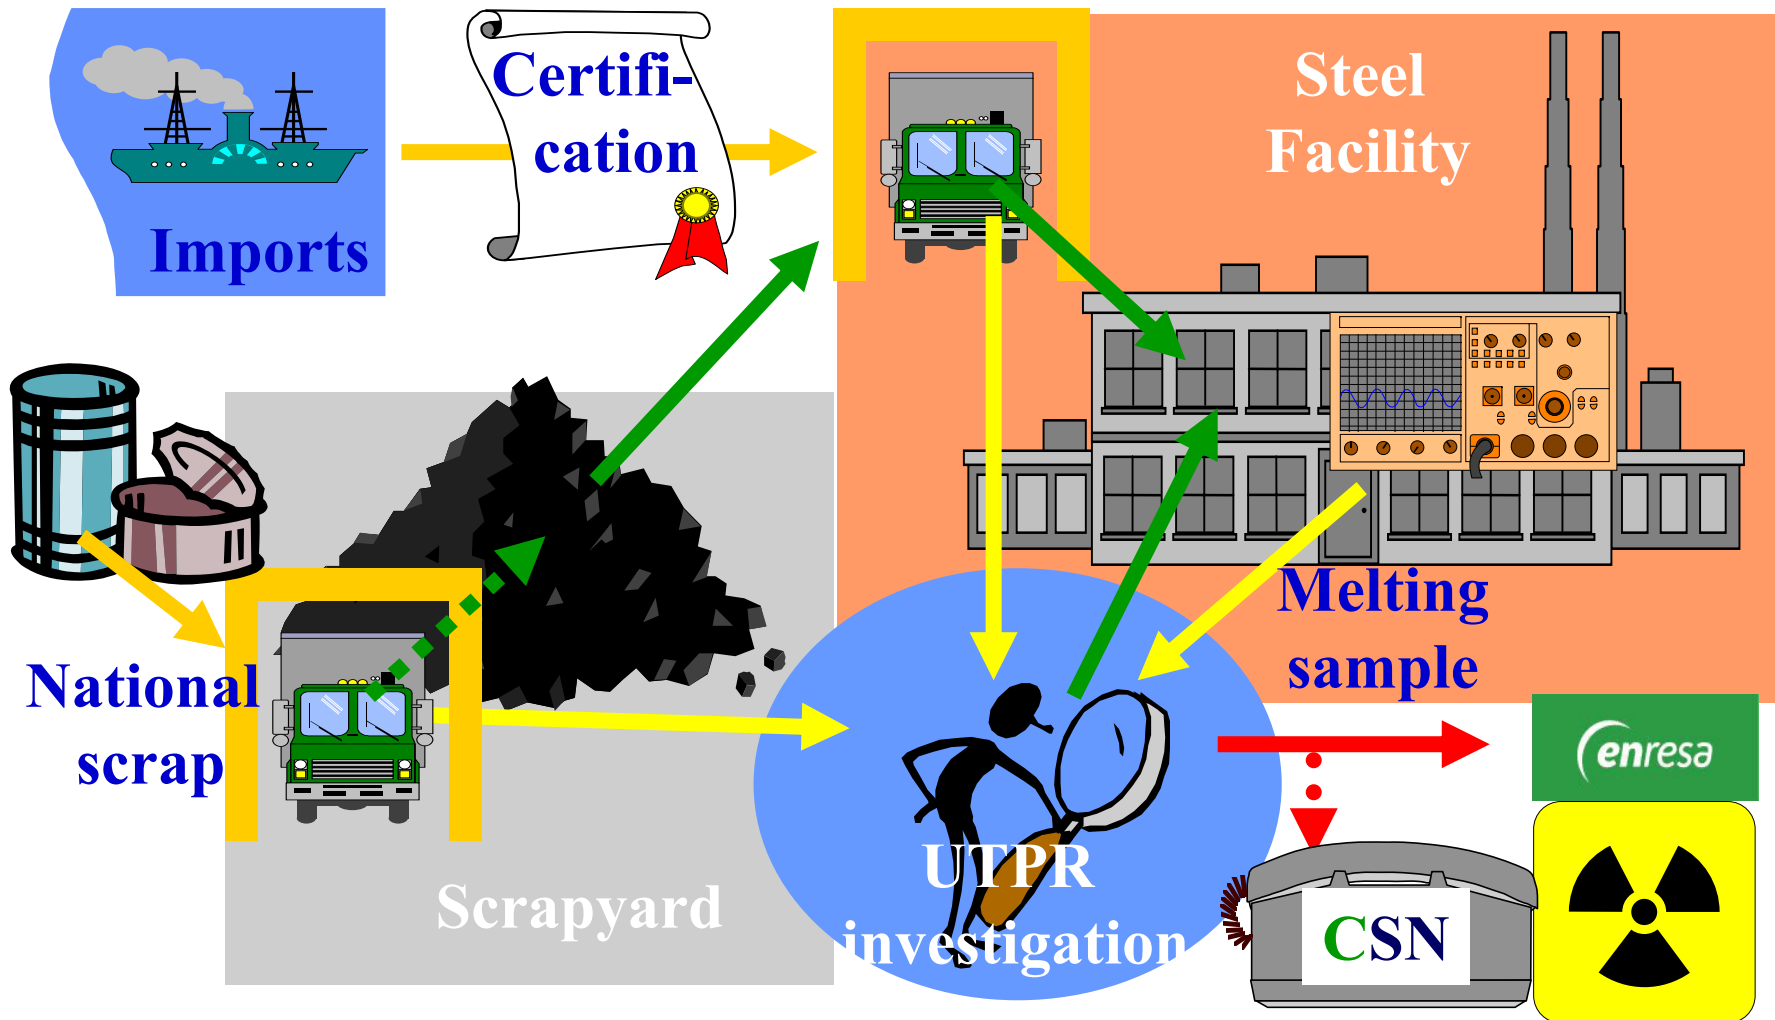 Certifi-
cation
Steel
Facility
Imports
National
scrap
Melting
sample
enresa
Scrapyard
UTPR
investigation
CSN